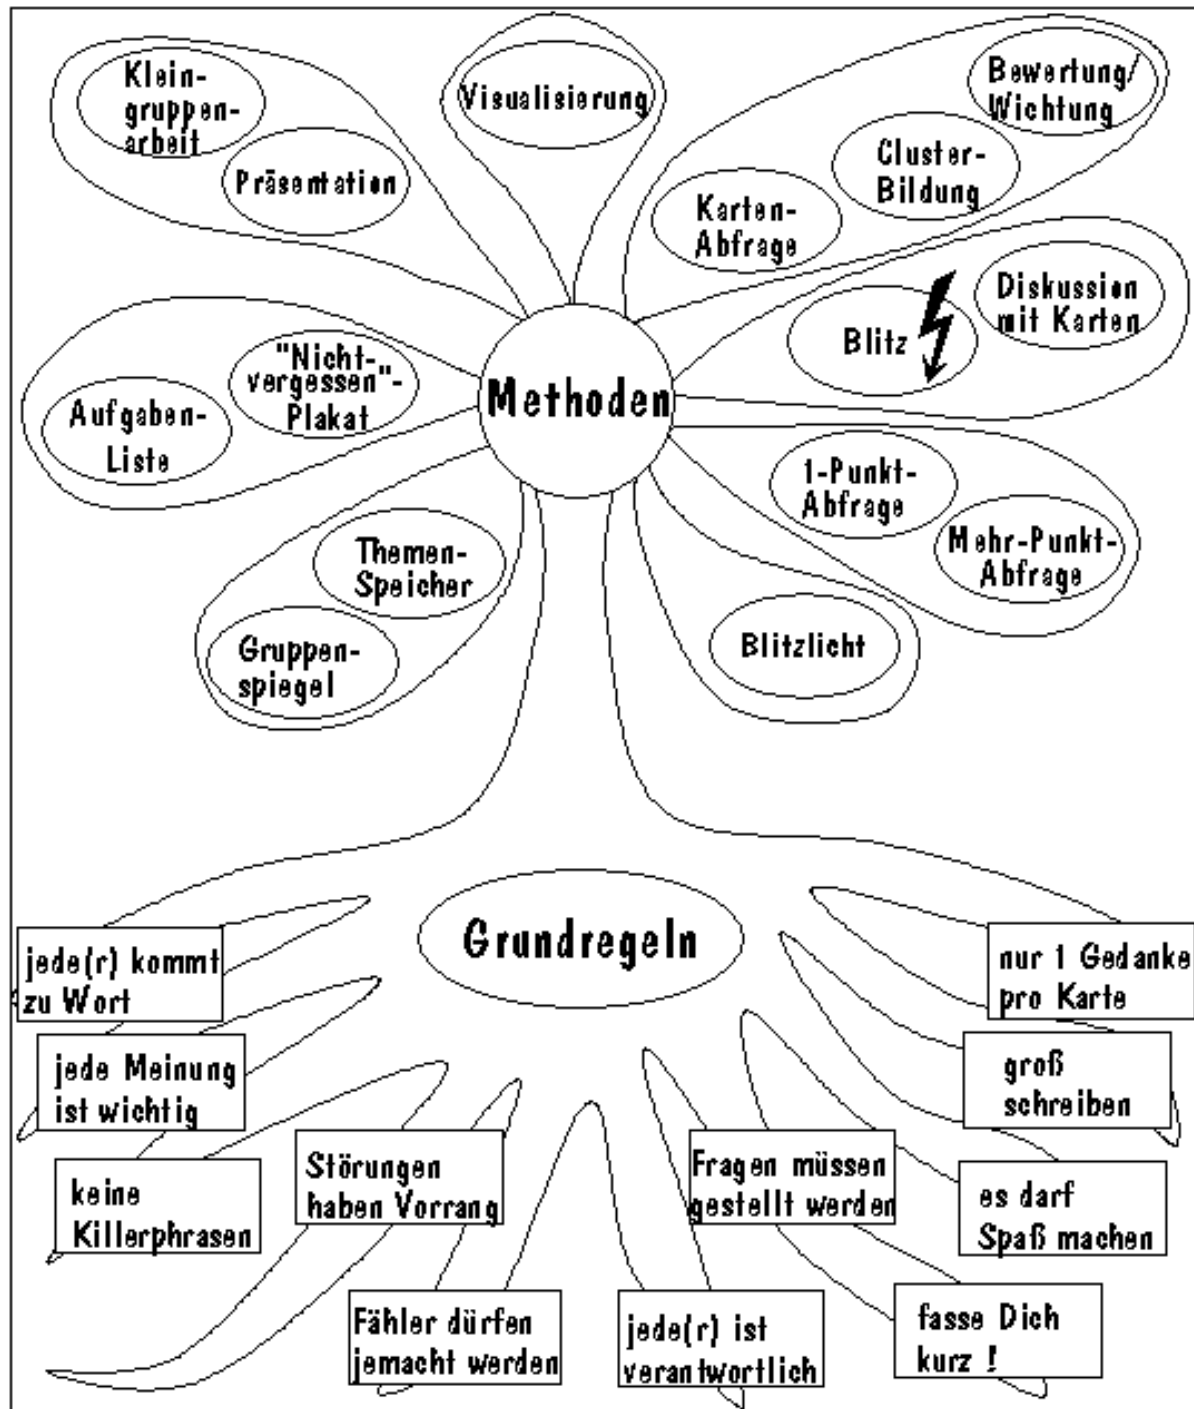 Klein-
gruppen-
arbeit
Präsentation
Visualisierung
Bewertung/
Wichtung
Cluster-
Bildung
Karten-
Abfrage
Diskussion
mit Karten
Blitz
"Nicht-
vergessen"-
Plakat
Aufgaben-
Liste
Methoden
1-Punkt-
Abfrage
Mehr-Punkt-
Abfrage
Themen-
Speicher
Gruppen-
spiegel
Blitzlicht
Grundregeln
jede(r) kommt
zu Wort
nur 1 Gedanke
pro Karte
jede Meinung
ist wichtig
groß
schreiben
keine
Killerphrasen
Störungen
haben Vorrang
Fragen müssen
gestellt werden
es darf
Spaß machen
Fähler dürfen
jemacht werden
jede(r) ist
verantwortlich
fasse Dich
kurz !